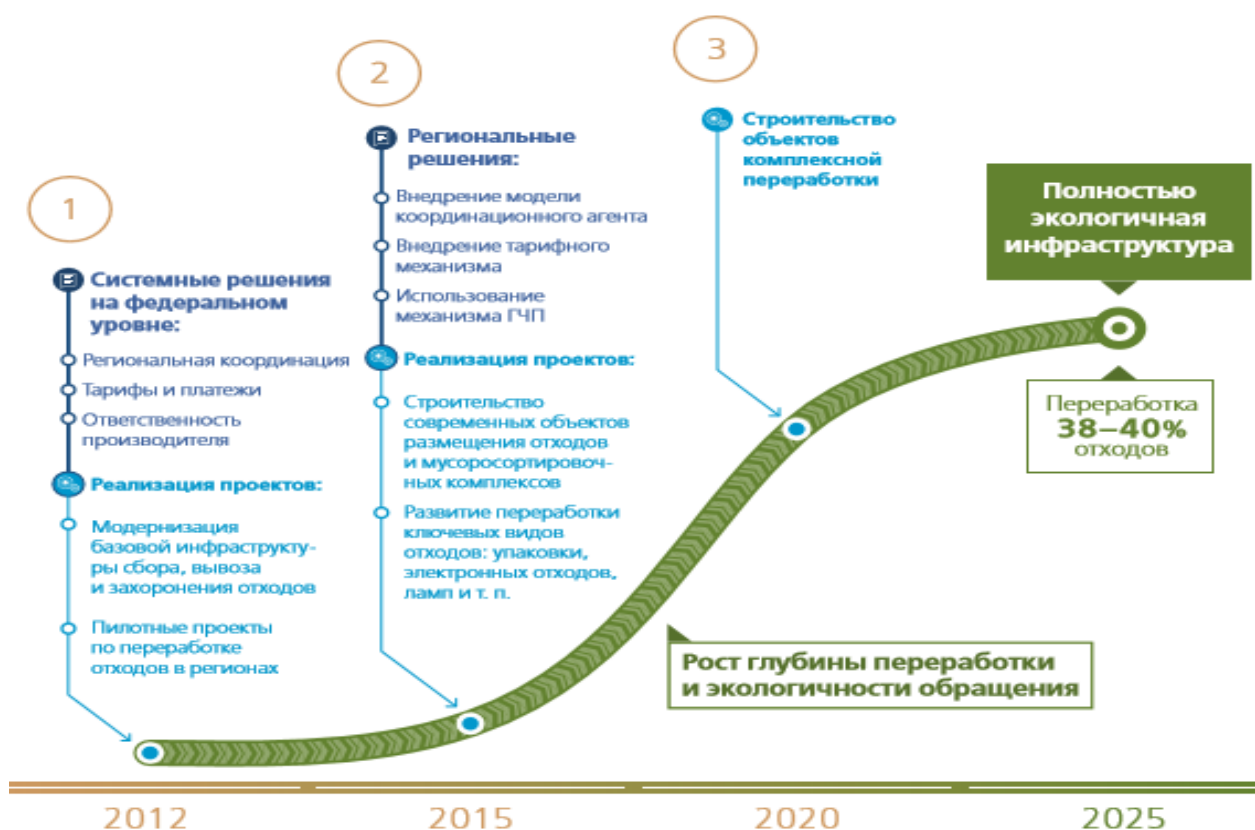 1
Системные решения
на федеральном
уровне:
Региональная координация
Тарифы и платежи
Ответственность
производителя
Реализация проектов:
Модернизация
базовой инфраструкту-
ры сбора, вывоза
и захоронения отходов
Пилотные проекты
по переработке
отходов в регионах
2
Региональные
решения:
Внедрение модели
координационного агента
Внедрение тарифного
механизма
Использование
механизма ГЧП
Реализация проектов:
Строительство
современных объектов
размещения отходов
и мусоросортировоч-
ных комплексов
Развитие переработки
ключевых видов
отходов: упаковки,
электронных отходов,
ламп и т. п.
3
Строительство
объектов
комплексной
переработки
Полностью
экологичная
инфраструктура
Переработка
38–40%
отходов
Рост глубины переработки
и экологичности обращения
2012
2015
2020
2025